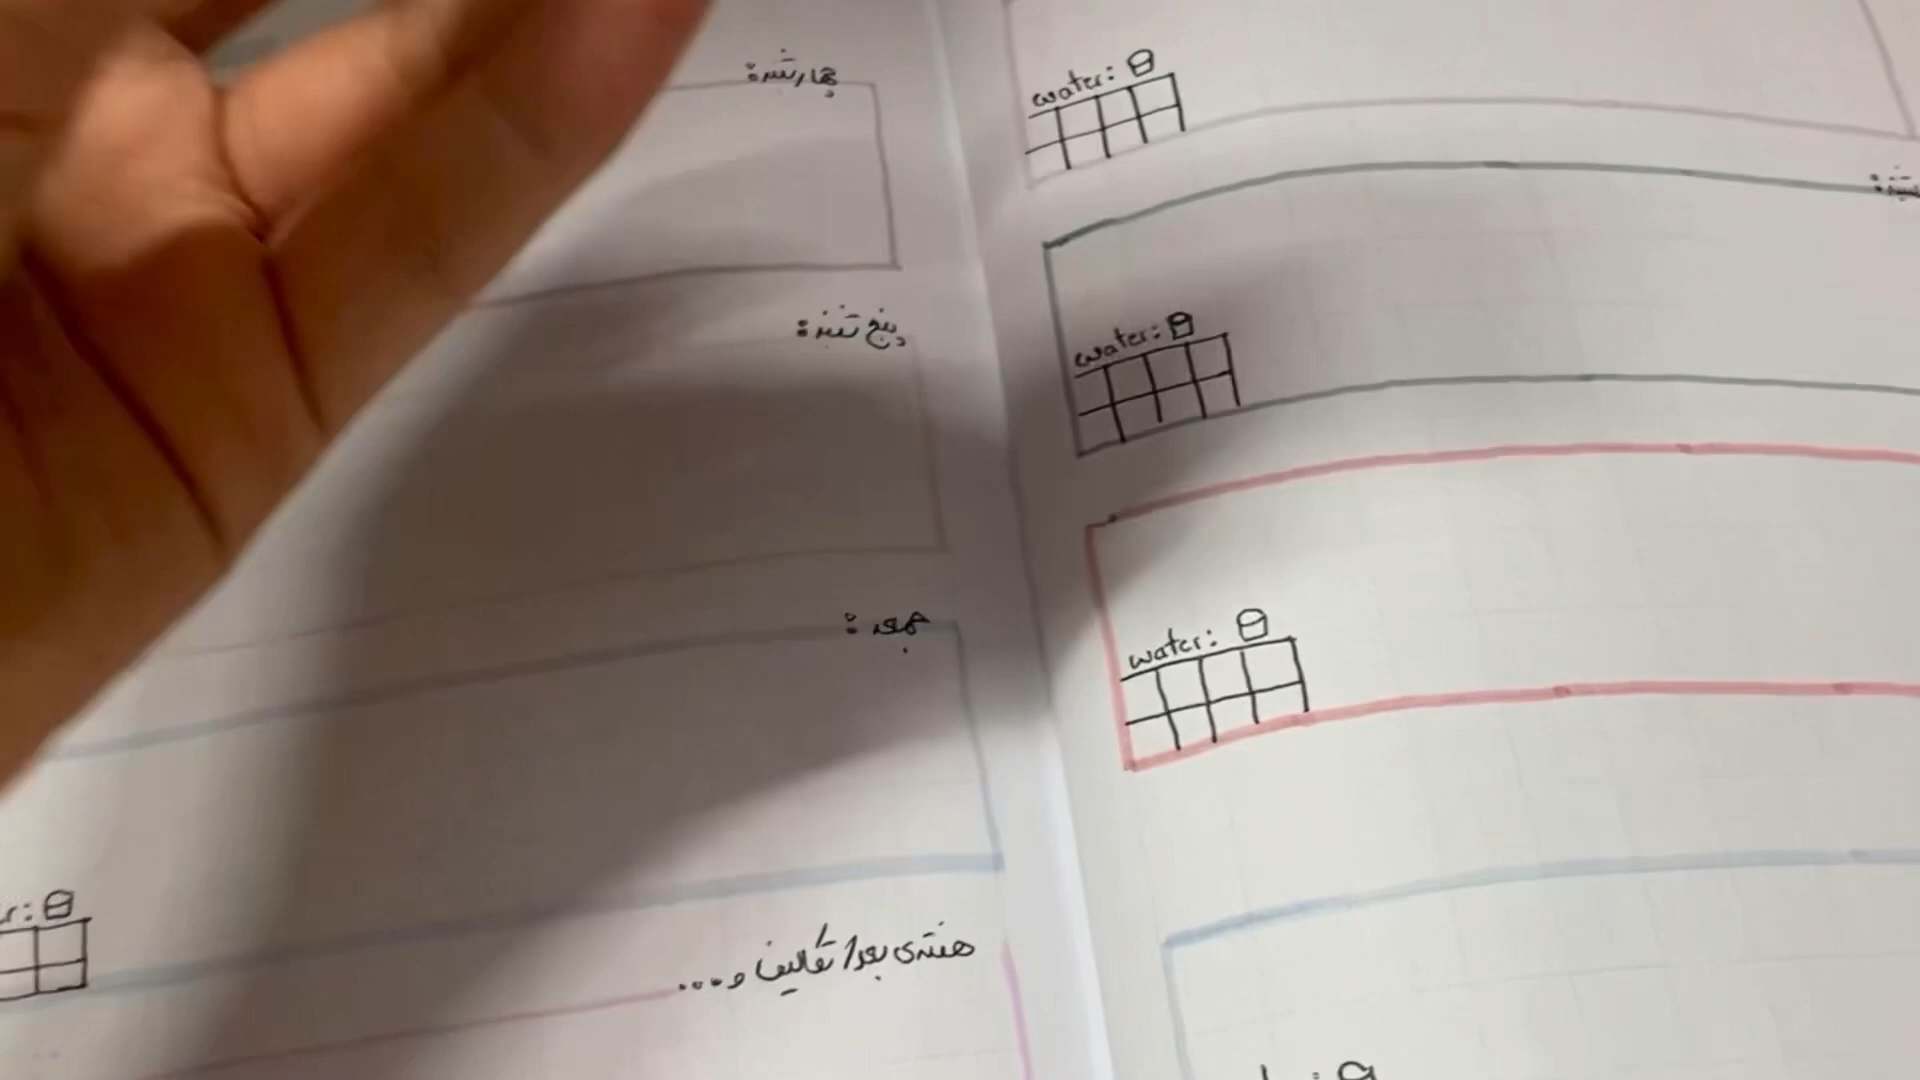 چهارشنبه:
پنج شنبه:
جمعه:
هفته‌ی بعد / تکالیف و ....
water:
water:
water: